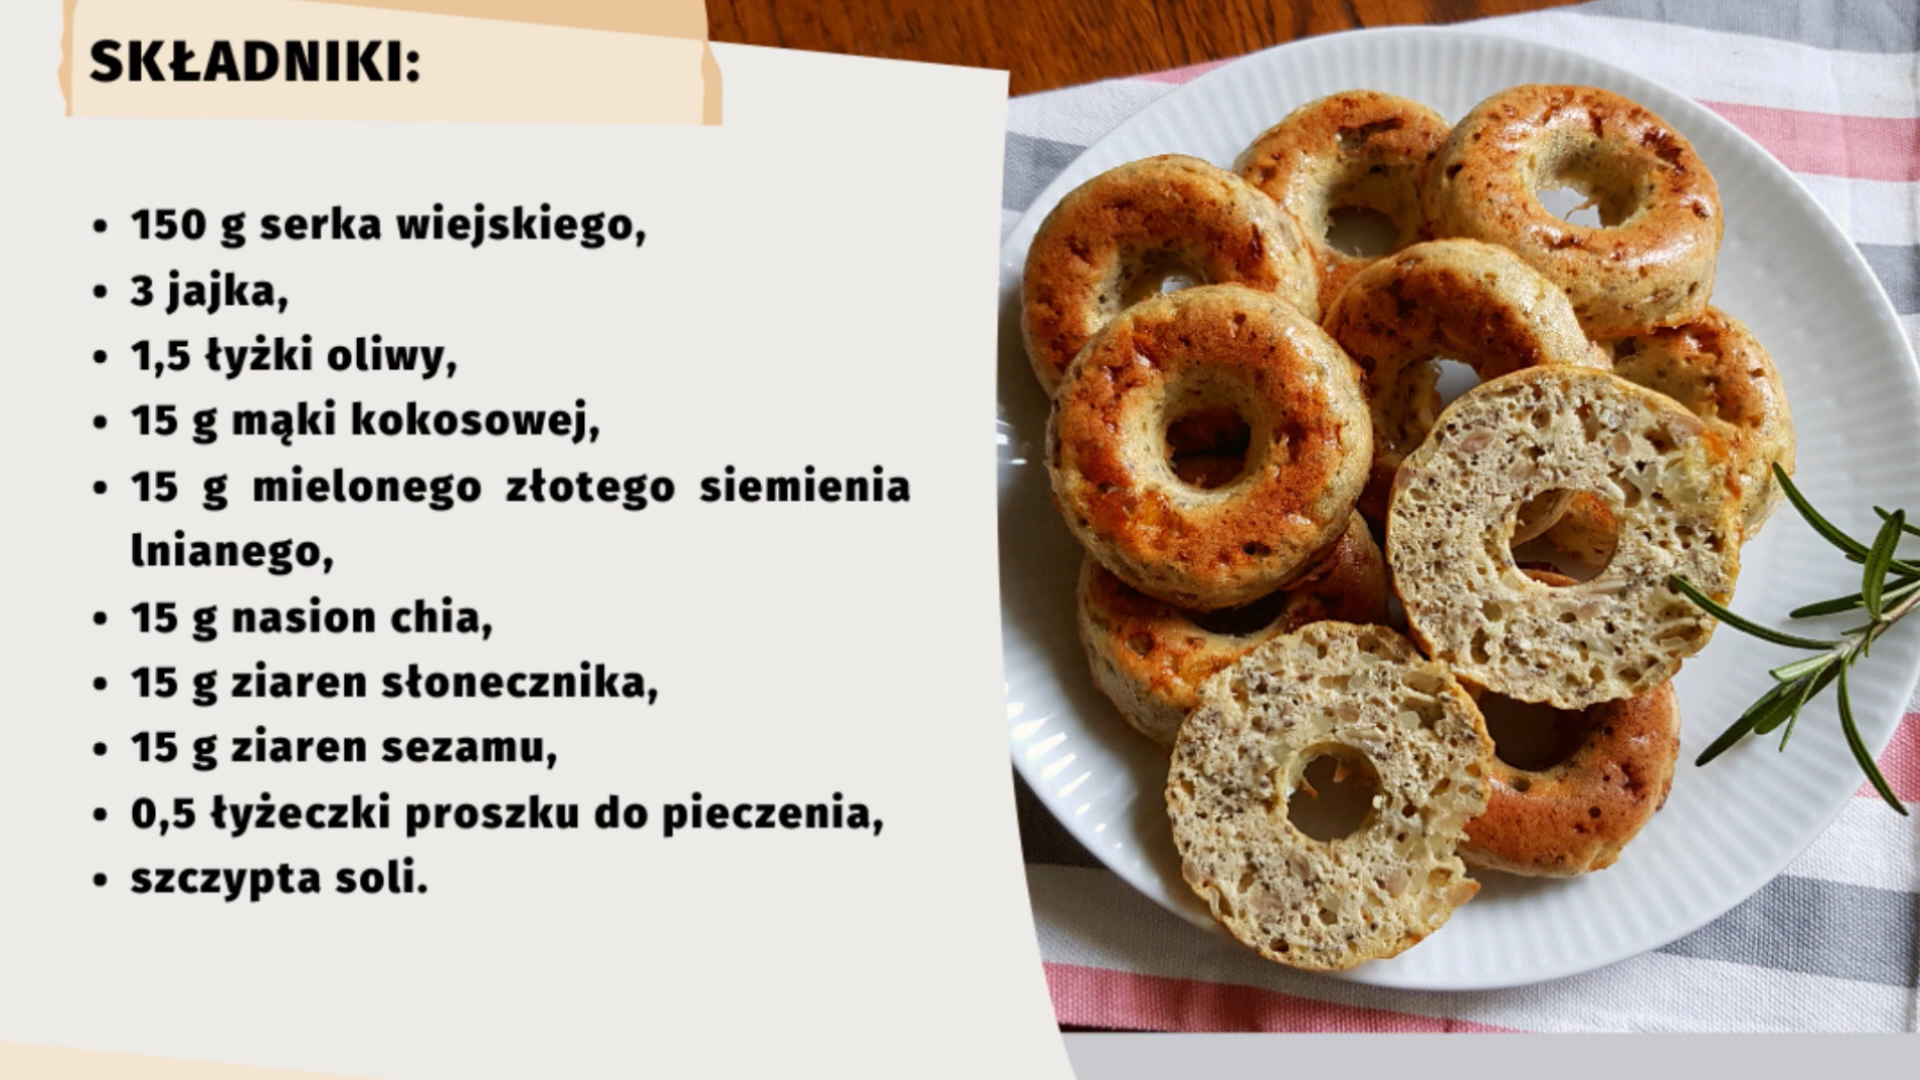 SKŁADNIKI:
• 150 g serka wiejskiego,
• 3 jajka,
• 1,5 łyżki oliwy,
• 15 g mąki kokosowej,
• 15 g mielonego złotego siemienia
lnianego,
• 15 g nasion chia,
• 15 g ziaren słonecznika,
• 15 g ziaren sezamu,
• 0,5 łyżeczki proszku do pieczenia,
• szczypta soli.